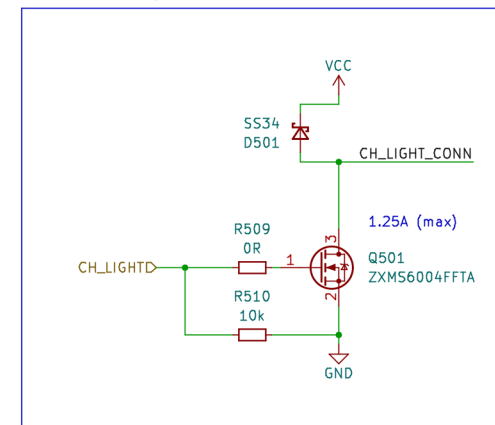 VCC
SS34
D501
CH_LIGHT_CONN
1.25A (max)
R509
0R
3
1
Q501
ZXMS6004FFTA
CH_LIGHT
R510
10k
2
GND